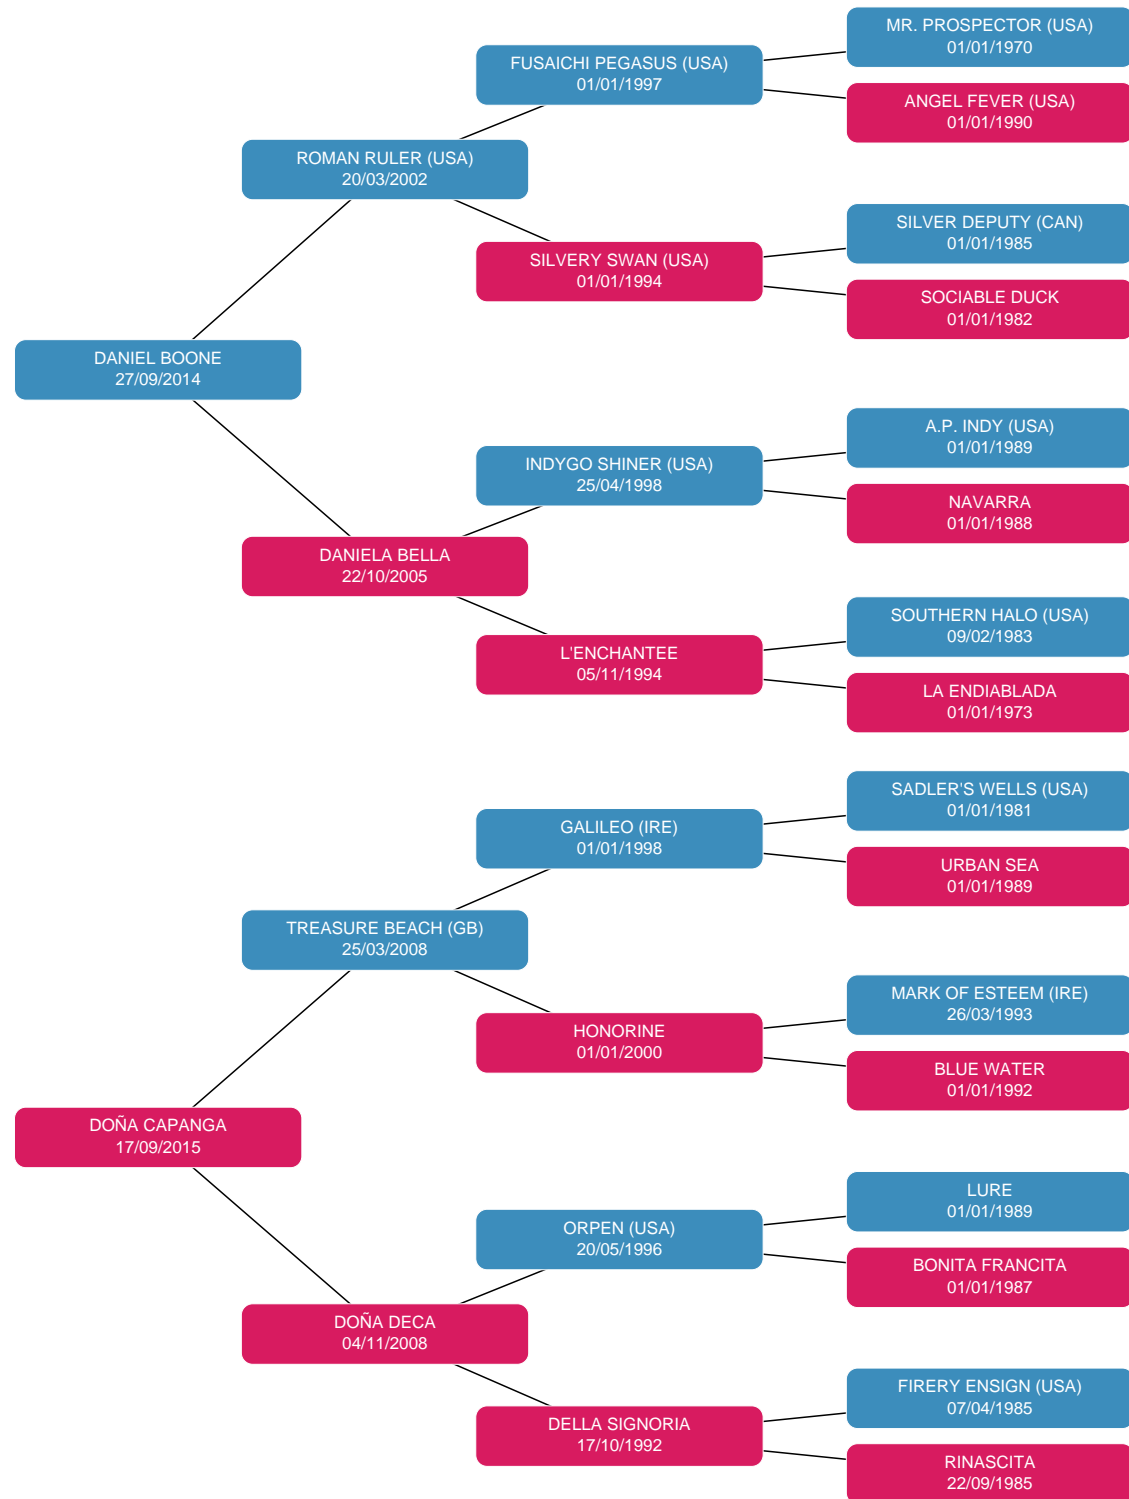 MR. PROSPECTOR (USA)
01/01/1970
FUSAICHI PEGASUS (USA)
01/01/1997
ANGEL FEVER (USA)
01/01/1990
ROMAN RULER (USA)
20/03/2002
SILVER DEPUTY (CAN)
01/01/1985
SILVERY SWAN (USA)
01/01/1994
SOCIABLE DUCK
01/01/1982
DANIEL BOONE
27/09/2014
A.P. INDY (USA)
01/01/1989
INDYGO SHINER (USA)
25/04/1998
NAVARRA
01/01/1988
DANIELA BELLA
22/10/2005
SOUTHERN HALO (USA)
09/02/1983
L'ENCHANTEE
05/11/1994
LA ENDIABLADA
01/01/1973
SADLER'S WELLS (USA)
01/01/1981
GALILEO (IRE)
01/01/1998
URBAN SEA
01/01/1989
TREASURE BEACH (GB)
25/03/2008
MARK OF ESTEEM (IRE)
26/03/1993
HONORINE
01/01/2000
BLUE WATER
01/01/1992
DOÑA CAPANGA
17/09/2015
LURE
01/01/1989
ORPEN (USA)
20/05/1996
BONITA FRANCITA
01/01/1987
DOÑA DECA
04/11/2008
FIRERY ENSIGN (USA)
07/04/1985
DELLA SIGNORIA
17/10/1992
RINASCITA
22/09/1985